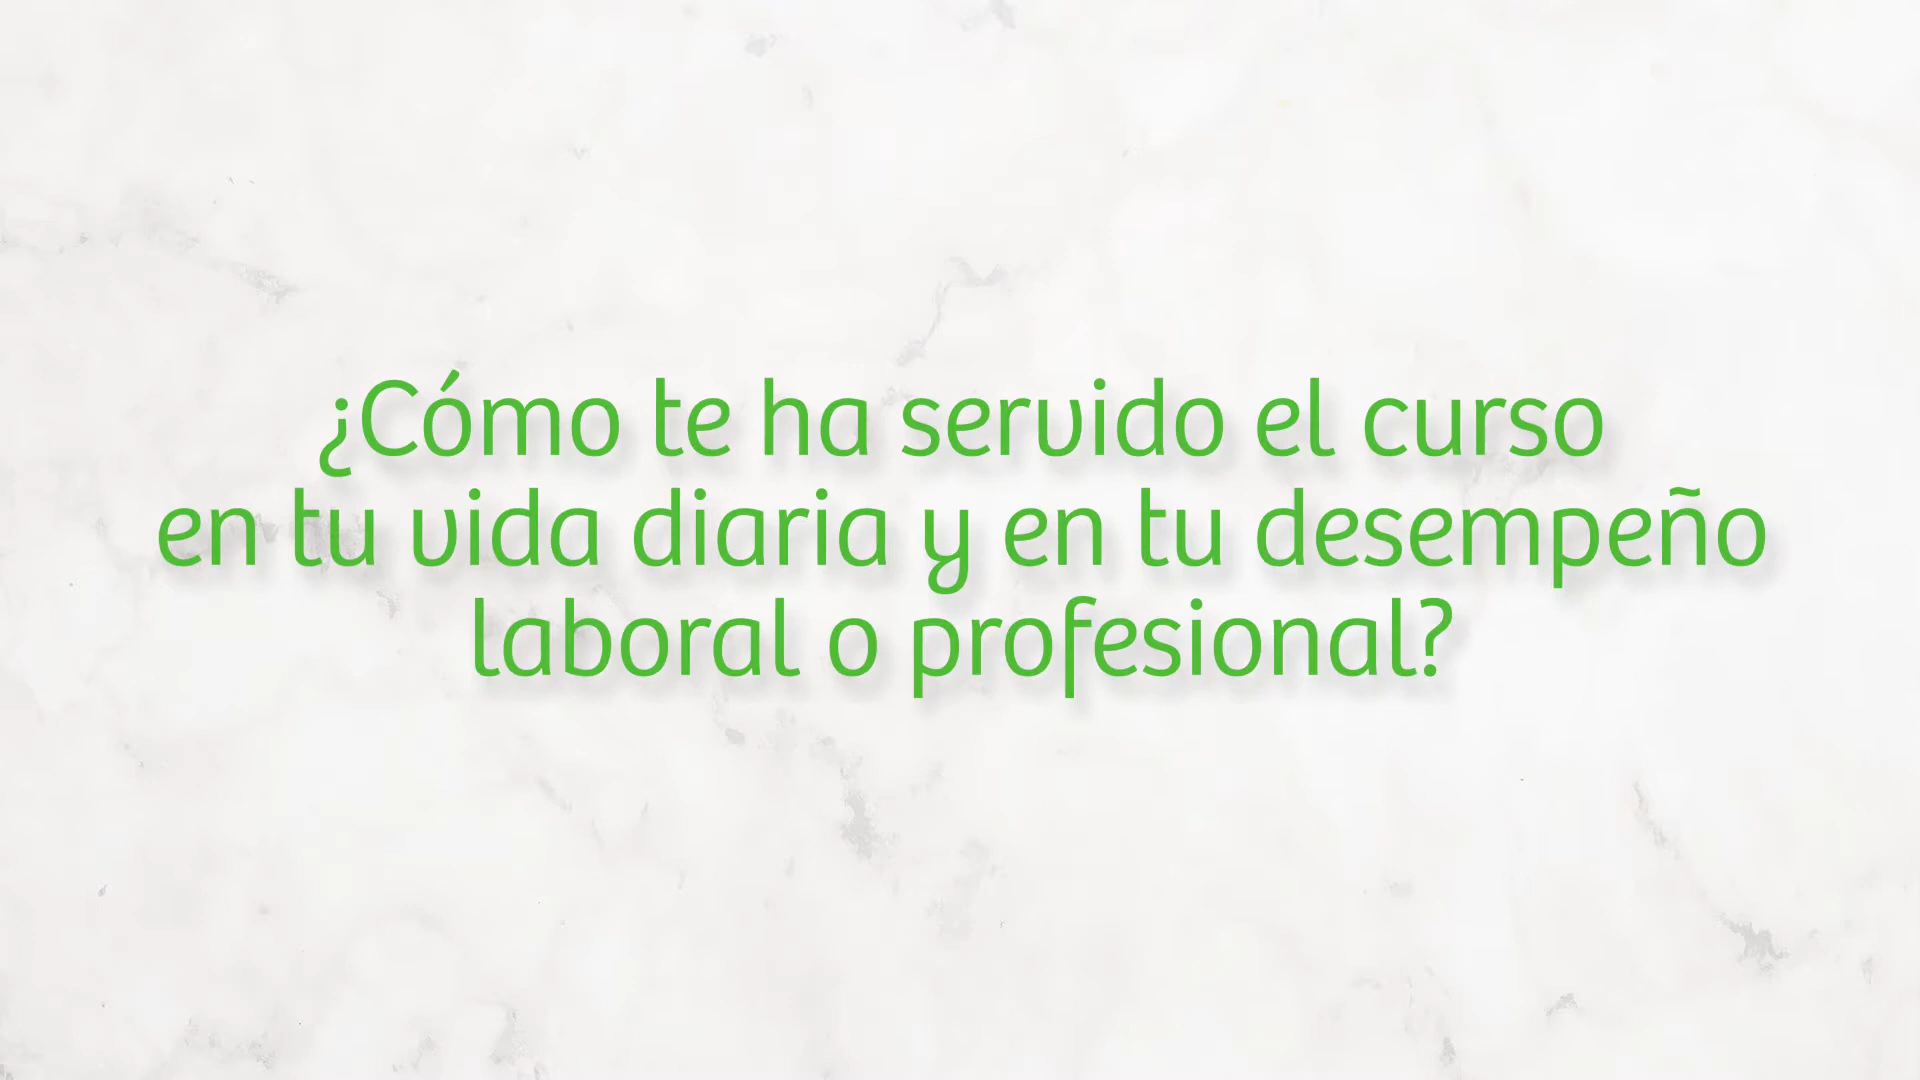 ¿Cómo te ha servido el curso
en tu vida diaria y en tu desempeño
laboral o profesional?